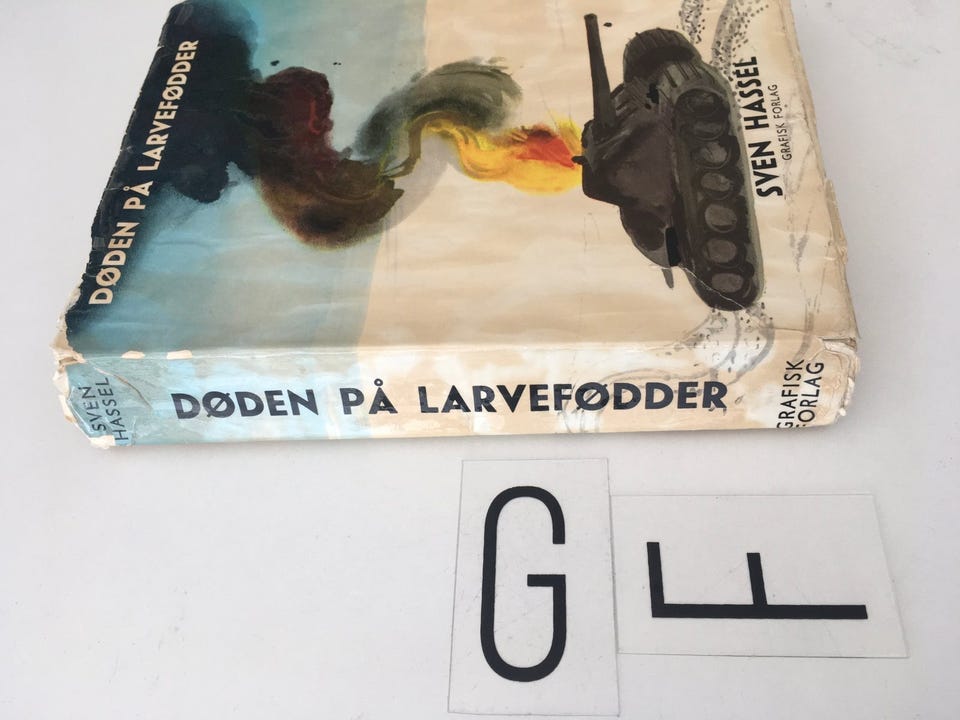 DØDEN PÅ LARVEFØDDER
SVEN HASSEL
GRAFISK FORLAG
SVEN
HASSEL
DØDEN PÅ LARVEFØDDER
GRAFISK
FORLAG
G
F